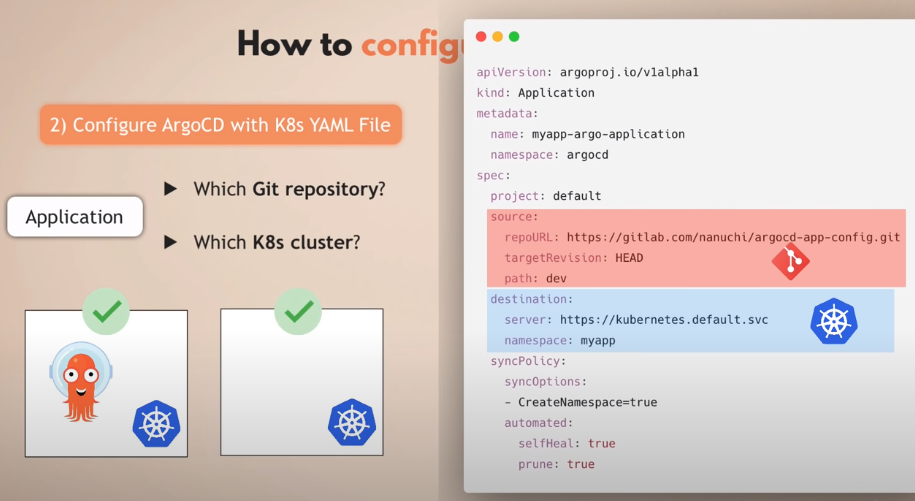 How to config
2) Configure ArgoCD with K8s YAML File
Application
▶ Which Git repository?
▶ Which K8s cluster?
apiVersion: argoproj.io/v1alpha1
kind: Application
metadata:
  name: myapp-argo-application
  namespace: argocd
spec:
  project: default
  source:
    repoURL: https://gitlab.com/nanuchi/argocd-app-config.git
    targetRevision: HEAD
    path: dev
  destination:
    server: https://kubernetes.default.svc
    namespace: myapp
  syncPolicy:
    syncOptions:
    - CreateNamespace=true
    automated:
      selfHeal: true
      prune: true